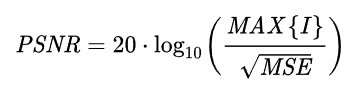 PSNR = 20 · log₁₀ ( MAX{I} / √MSE )